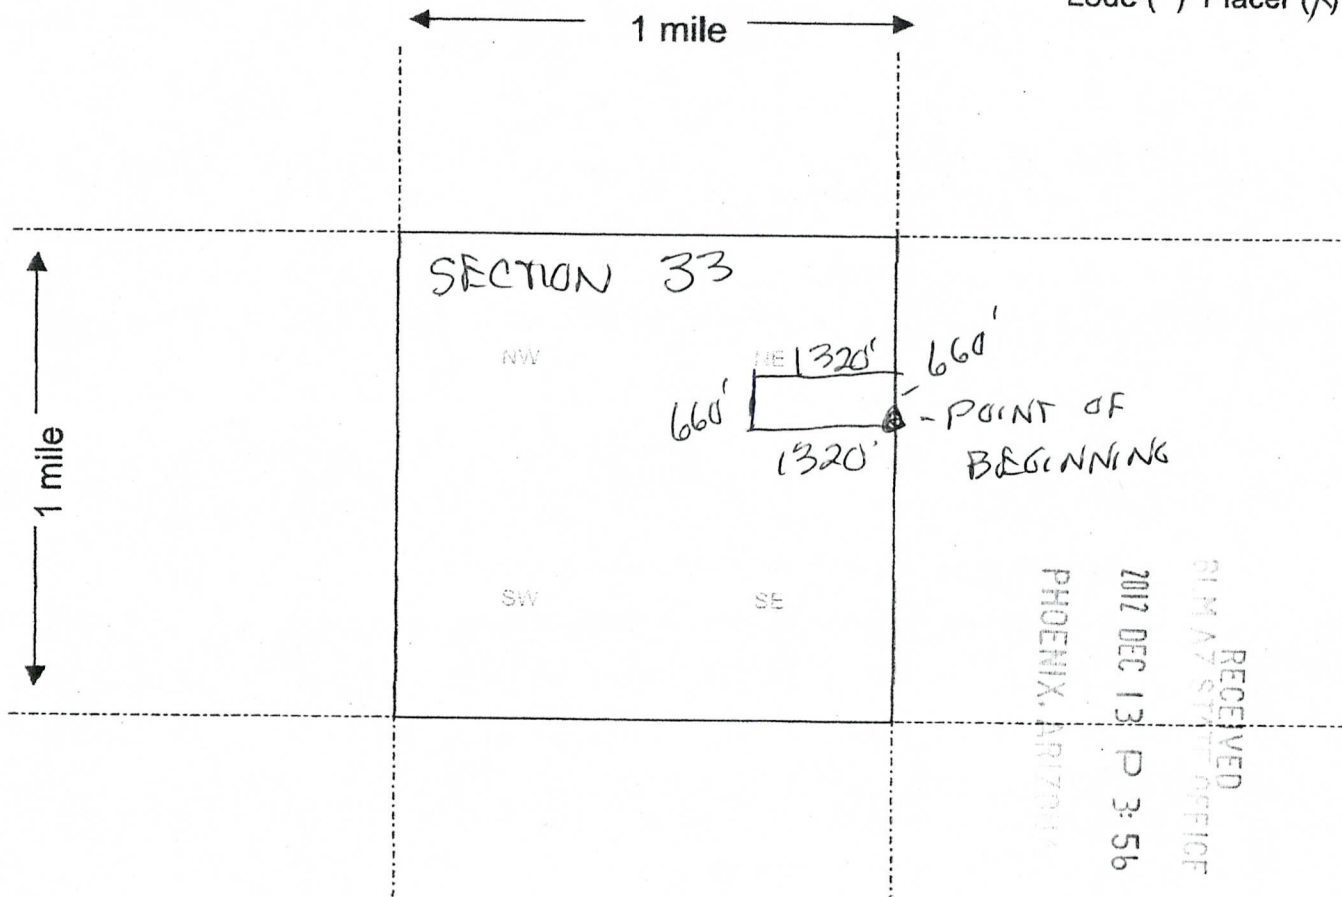 Lode ( ) Placer (X)
1 mile
SECTION 33
NW
NE
1320'
660'
660'
- POINT OF
BEGINNING
1320'
1 mile
SW
SE
RECEIVED
BLM AZ STATE OFFICE
2012 DEC 13 P 3:56
PHOENIX, ARIZONA